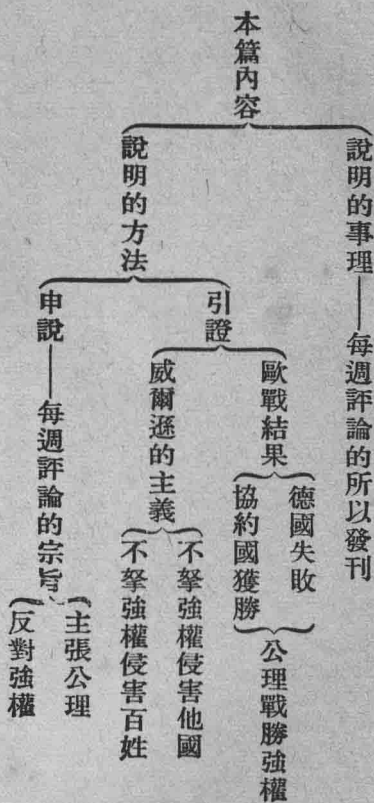 本篇內容
說明的事理——每週評論的所以發刊
說明的方法
引證
歐戰結果
德國失敗
協約國獲勝
公理戰勝強權
威爾遜的主義
不拏強權侵害他國
不拏強權侵害百姓
申說——每週評論的宗旨
主張公理
反對強權